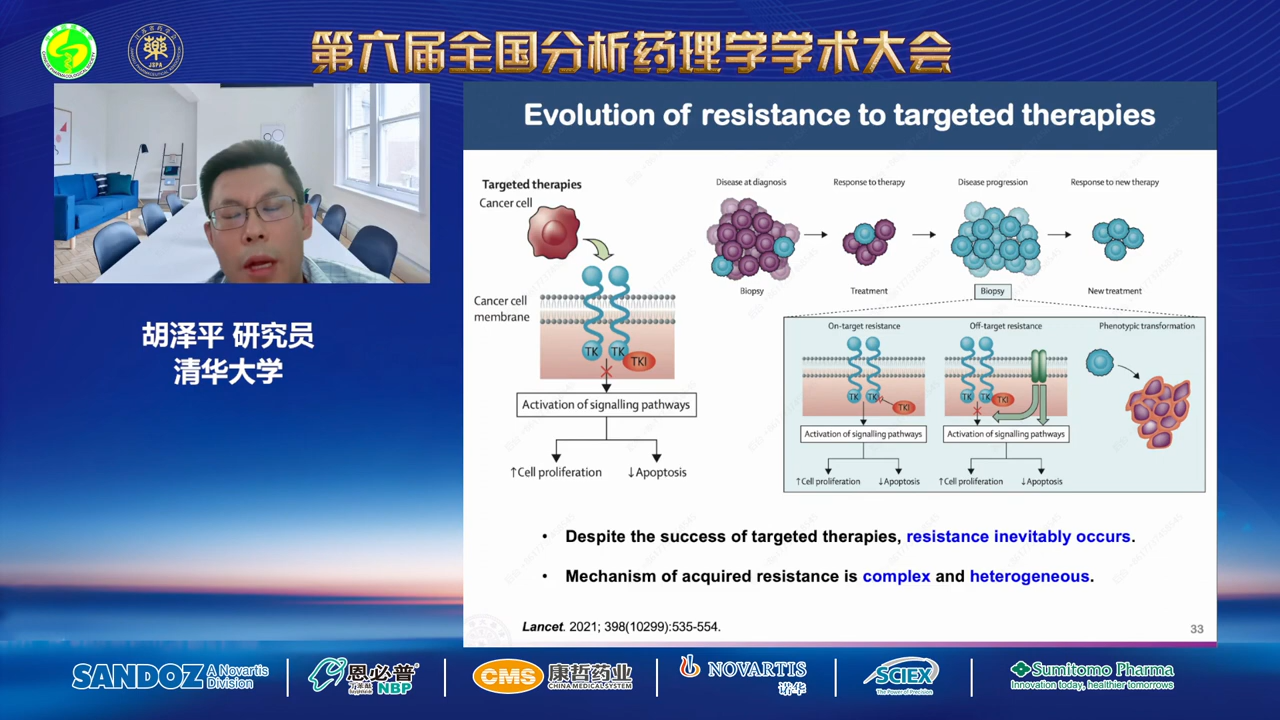 第六届全国分析药理学学术大会
JSPA
胡泽平 研究员
清华大学
Evolution of resistance to targeted therapies
Targeted therapies
Cancer cell
Cancer cell
membrane
TK
TK
TKI
Activation of signalling pathways
↑Cell proliferation
↓Apoptosis
Disease at diagnosis
Response to therapy
Disease progression
Response to new therapy
Biopsy
Treatment
Biopsy
New treatment
On-target resistance
Off-target resistance
Phenotypic transformation
TK
TK
TKI
TK
TK
TKI
Activation of signalling pathways
Activation of signalling pathways
↑Cell proliferation
↓Apoptosis
↑Cell proliferation
↓Apoptosis
• Despite the success of targeted therapies, resistance inevitably occurs.
• Mechanism of acquired resistance is complex and heterogeneous.
Lancet. 2021; 398(10299):535-554.
33
SANDOZ A Novartis
Division
恩必普®
NBP
CMS 康哲药业
CHINA MEDICAL SYSTEM
NOVARTIS
诺华
SCIEX
The Power of Precision
Sumitomo Pharma
Innovation today, healthier tomorrows